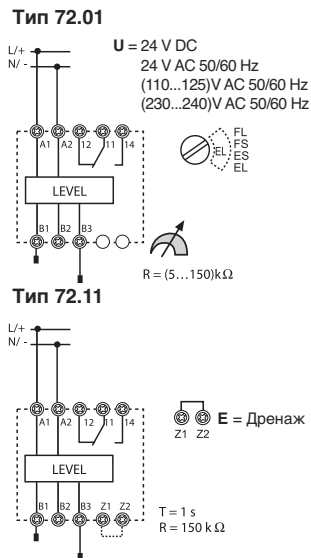 Тип 72.01
U = 24 V DC
24 V AC 50/60 Hz
(110...125)V AC 50/60 Hz
(230...240)V AC 50/60 Hz
L/+
N/ -
A1 A2 12 11 14
EL
FL
FS
ES
EL
LEVEL
B1 B2 B3
R = (5...150)kΩ
Тип 72.11
L/+
N/ -
A1 A2 12 11 14
E = Дренаж
Z1 Z2
LEVEL
B1 B2 B3 Z1 Z2
T = 1 s
R = 150 k Ω